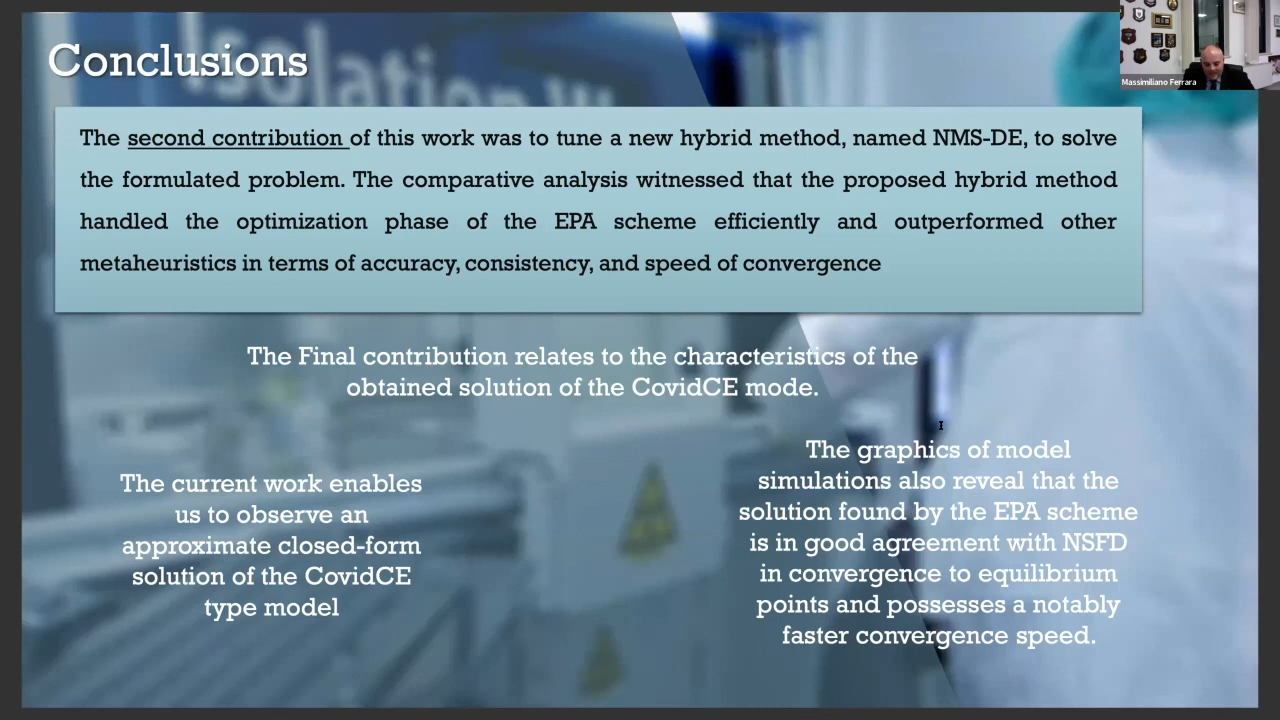 Conclusions
Massimiliano Ferrara
The second contribution of this work was to tune a new hybrid method, named NMS-DE, to solve
the formulated problem. The comparative analysis witnessed that the proposed hybrid method
handled the optimization phase of the EPA scheme efficiently and outperformed other
metaheuristics in terms of accuracy, consistency, and speed of convergence
The Final contribution relates to the characteristics of the
obtained solution of the CovidCE mode.
The current work enables
us to observe an
approximate closed-form
solution of the CovidCE
type model
The graphics of model
simulations also reveal that the
solution found by the EPA scheme
is in good agreement with NSFD
in convergence to equilibrium
points and possesses a notably
faster convergence speed.